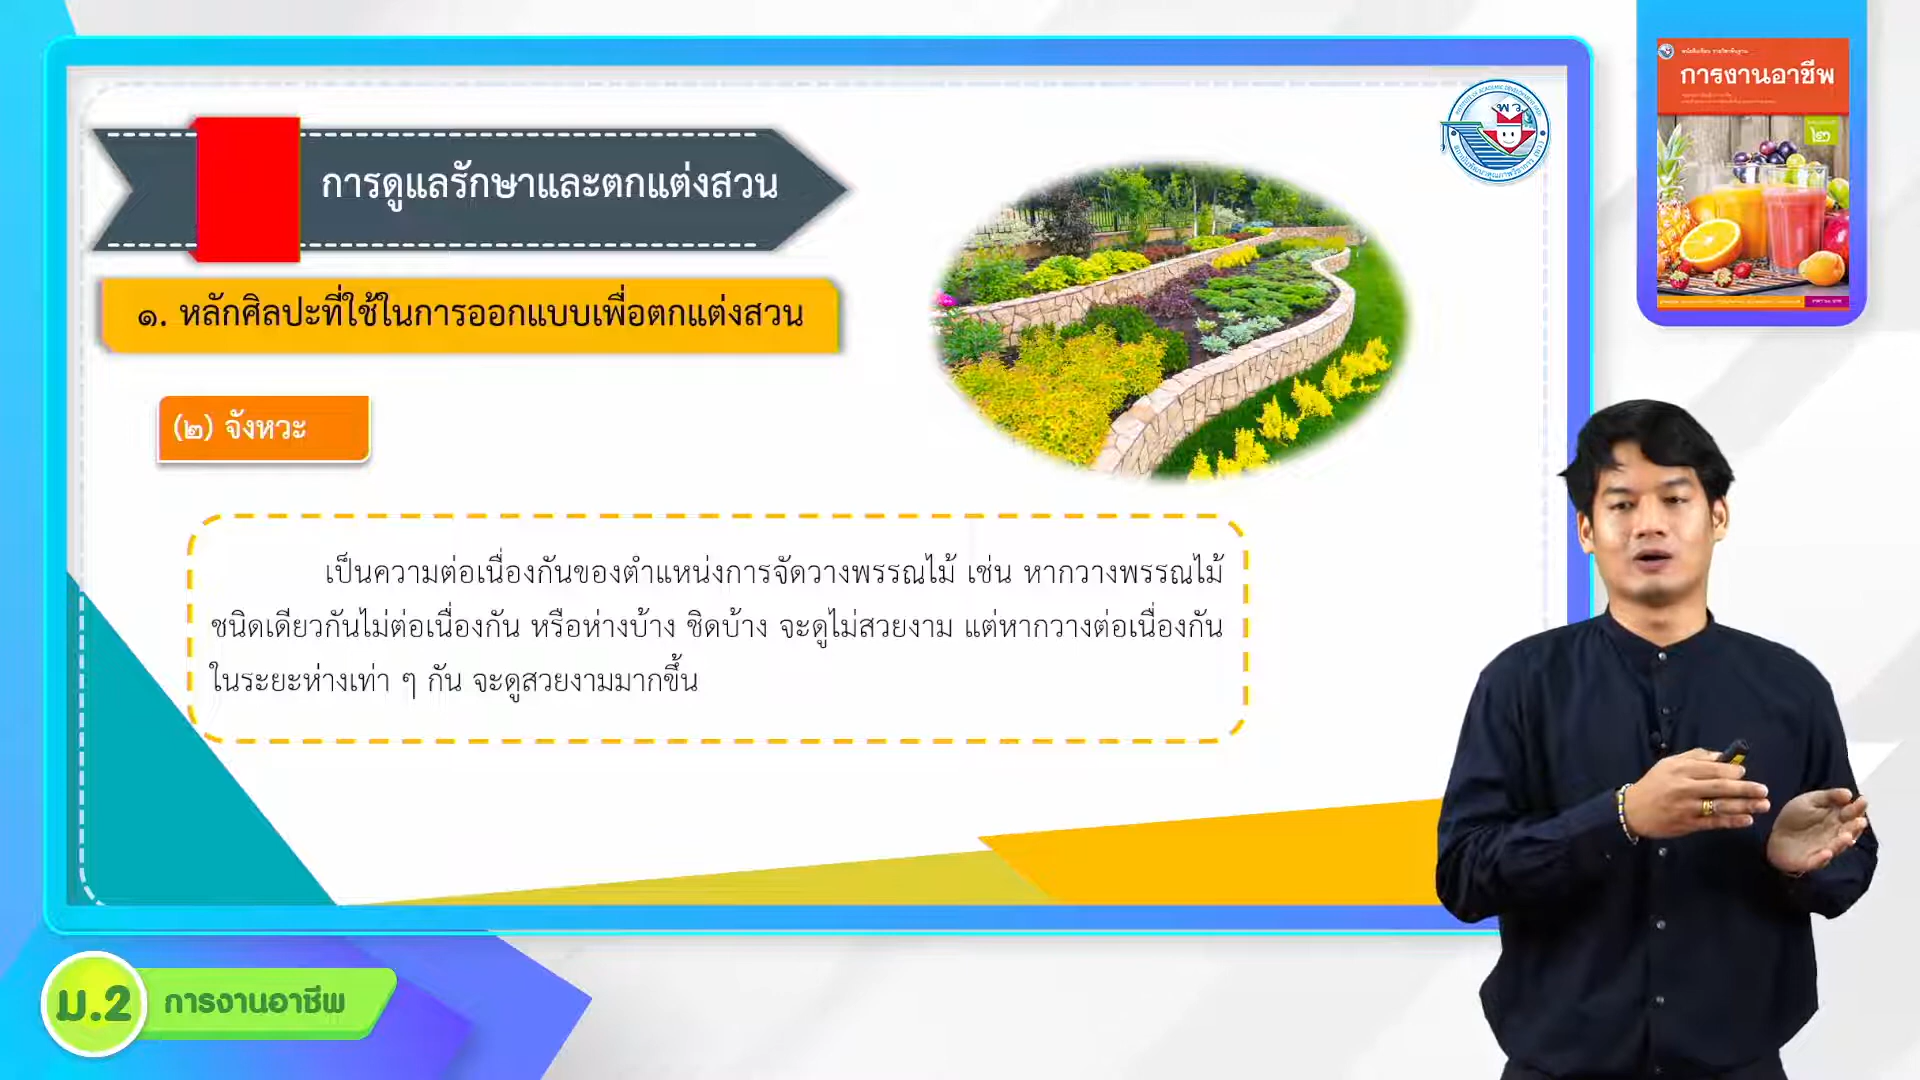 การดูแลรักษาและตกแต่งสวน
๑. หลักศิลปะที่ใช้ในการออกแบบเพื่อตกแต่งสวน
(๒) จังหวะ
เป็นความต่อเนื่องกันของตำแหน่งการจัดวางพรรณไม้ เช่น หากวางพรรณไม้
ชนิดเดียวกันไม่ต่อเนื่องกัน หรือห่างบ้าง ชิดบ้าง จะดูไม่สวยงาม แต่หากวางต่อเนื่องกัน
ในระยะห่างเท่า ๆ กัน จะดูสวยงามมากขึ้น
พว
การงานอาชีพ
๒
ม.2 การงานอาชีพ